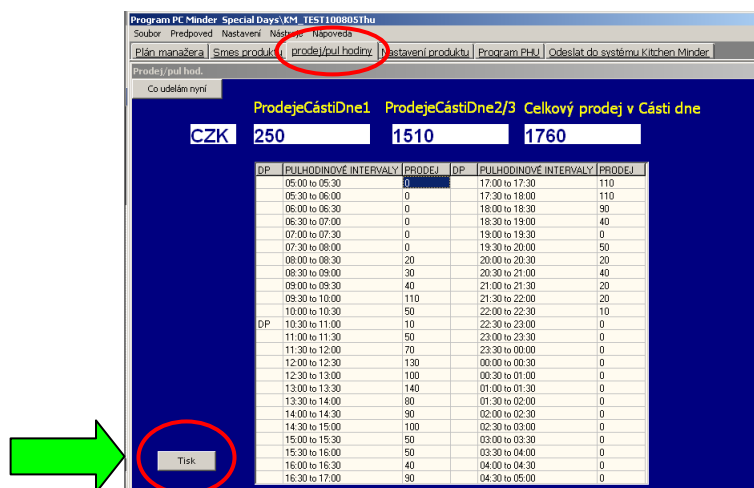 Program PC Minder Special Days\KM_TEST100805Thu
Soubor Predpoved Nastavení Nástroje Nápoveda
Plán manažera Smes produktu prodej/pul hodiny Nastavení produktu Program PHU Odeslat do systému Kitchen Minder
Prodej/pul hod.
Co udelám nyní
ProdejeCástiDne1 ProdejeCástiDne2/3 Celkový prodej v Cásti dne
CZK 250 1510 1760
DP PULHODINOVÉ INTERVALY PRODEJ DP PULHODINOVÉ INTERVALY PRODEJ
05:00 to 05:30 0 17:00 to 17:30 110
05:30 to 06:00 0 17:30 to 18:00 110
06:00 to 06:30 0 18:00 to 18:30 90
06:30 to 07:00 0 18:30 to 19:00 40
07:00 to 07:30 0 19:00 to 19:30 0
07:30 to 08:00 0 19:30 to 20:00 50
08:00 to 08:30 20 20:00 to 20:30 20
08:30 to 09:00 30 20:30 to 21:00 40
09:00 to 09:30 40 21:00 to 21:30 20
09:30 to 10:00 110 21:30 to 22:00 20
10:00 to 10:30 50 22:00 to 22:30 10
DP 10:30 to 11:00 10 22:30 to 23:00 0
11:00 to 11:30 50 23:00 to 23:30 0
11:30 to 12:00 70 23:30 to 00:00 0
12:00 to 12:30 130 00:00 to 00:30 0
12:30 to 13:00 100 00:30 to 01:00 0
13:00 to 13:30 140 01:00 to 01:30 0
13:30 to 14:00 80 01:30 to 02:00 0
14:00 to 14:30 90 02:00 to 02:30 0
14:30 to 15:00 100 02:30 to 03:00 0
15:00 to 15:30 50 03:00 to 03:30 0
15:30 to 16:00 50 03:30 to 04:00 0
16:00 to 16:30 40 04:00 to 04:30 0
16:30 to 17:00 90 04:30 to 05:00 0
Tisk